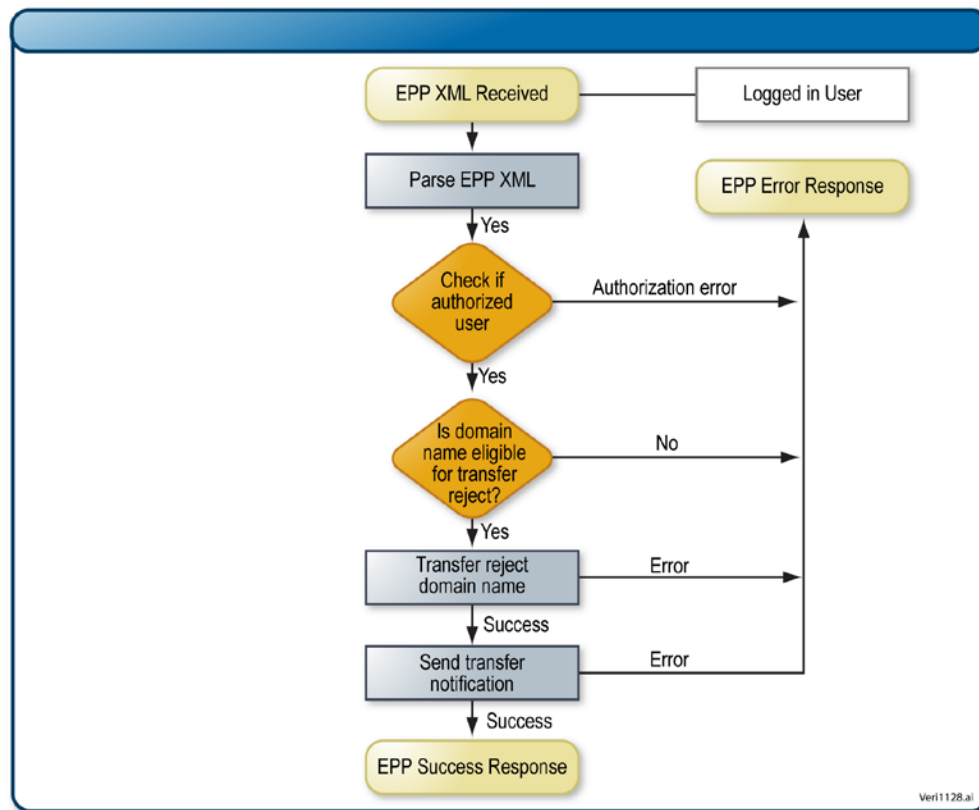 EPP XML Received
Logged in User
Parse EPP XML
EPP Error Response
Yes
Check if
authorized
user
Authorization error
Yes
Is domain
name eligible
for transfer
reject?
No
Yes
Transfer reject
domain name
Error
Success
Send transfer
notification
Error
Success
EPP Success Response
Veri1128.ai